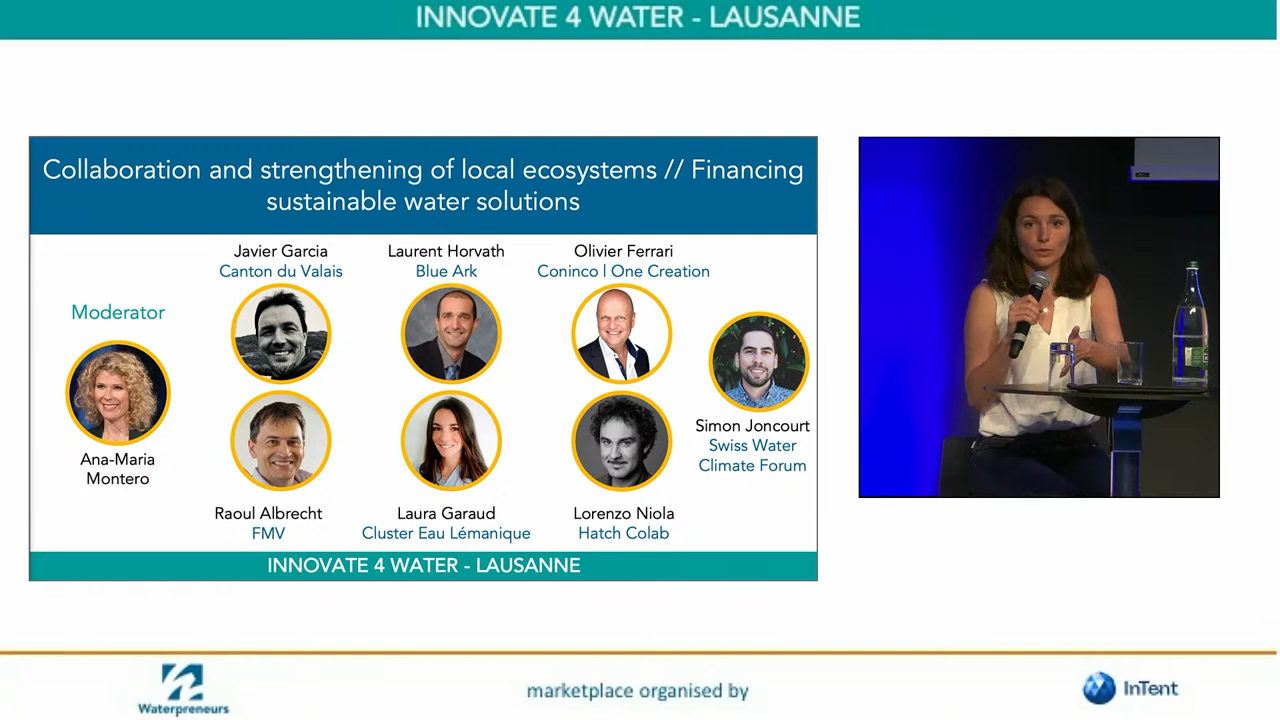 INNOVATE 4 WATER - LAUSANNE
Collaboration and strengthening of local ecosystems // Financing
sustainable water solutions
Moderator
Ana-Maria
Montero
Javier Garcia
Canton du Valais
Laurent Horvath
Blue Ark
Olivier Ferrari
Coninco | One Creation
Raoul Albrecht
FMV
Laura Garaud
Cluster Eau Lémanique
Lorenzo Niola
Hatch Colab
Simon Joncourt
Swiss Water
Climate Forum
INNOVATE 4 WATER - LAUSANNE
Waterpreneurs
marketplace organised by
InTent